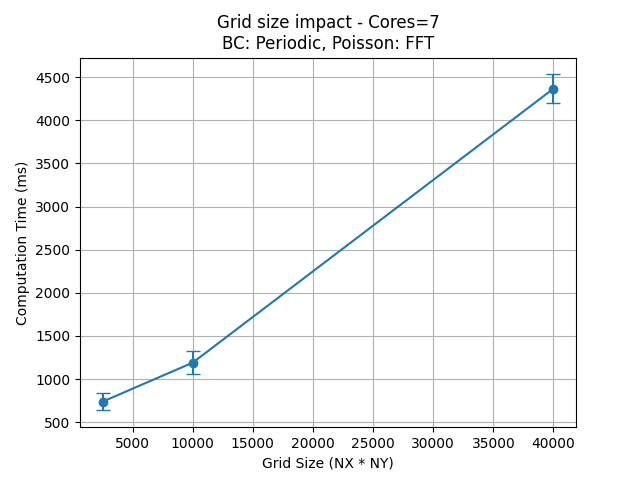 Grid size impact - Cores=7
BC: Periodic, Poisson: FFT
Computation Time (ms)
4500
4000
3500
3000
2500
2000
1500
1000
500
5000 10000 15000 20000 25000 30000 35000 40000
Grid Size (NX * NY)